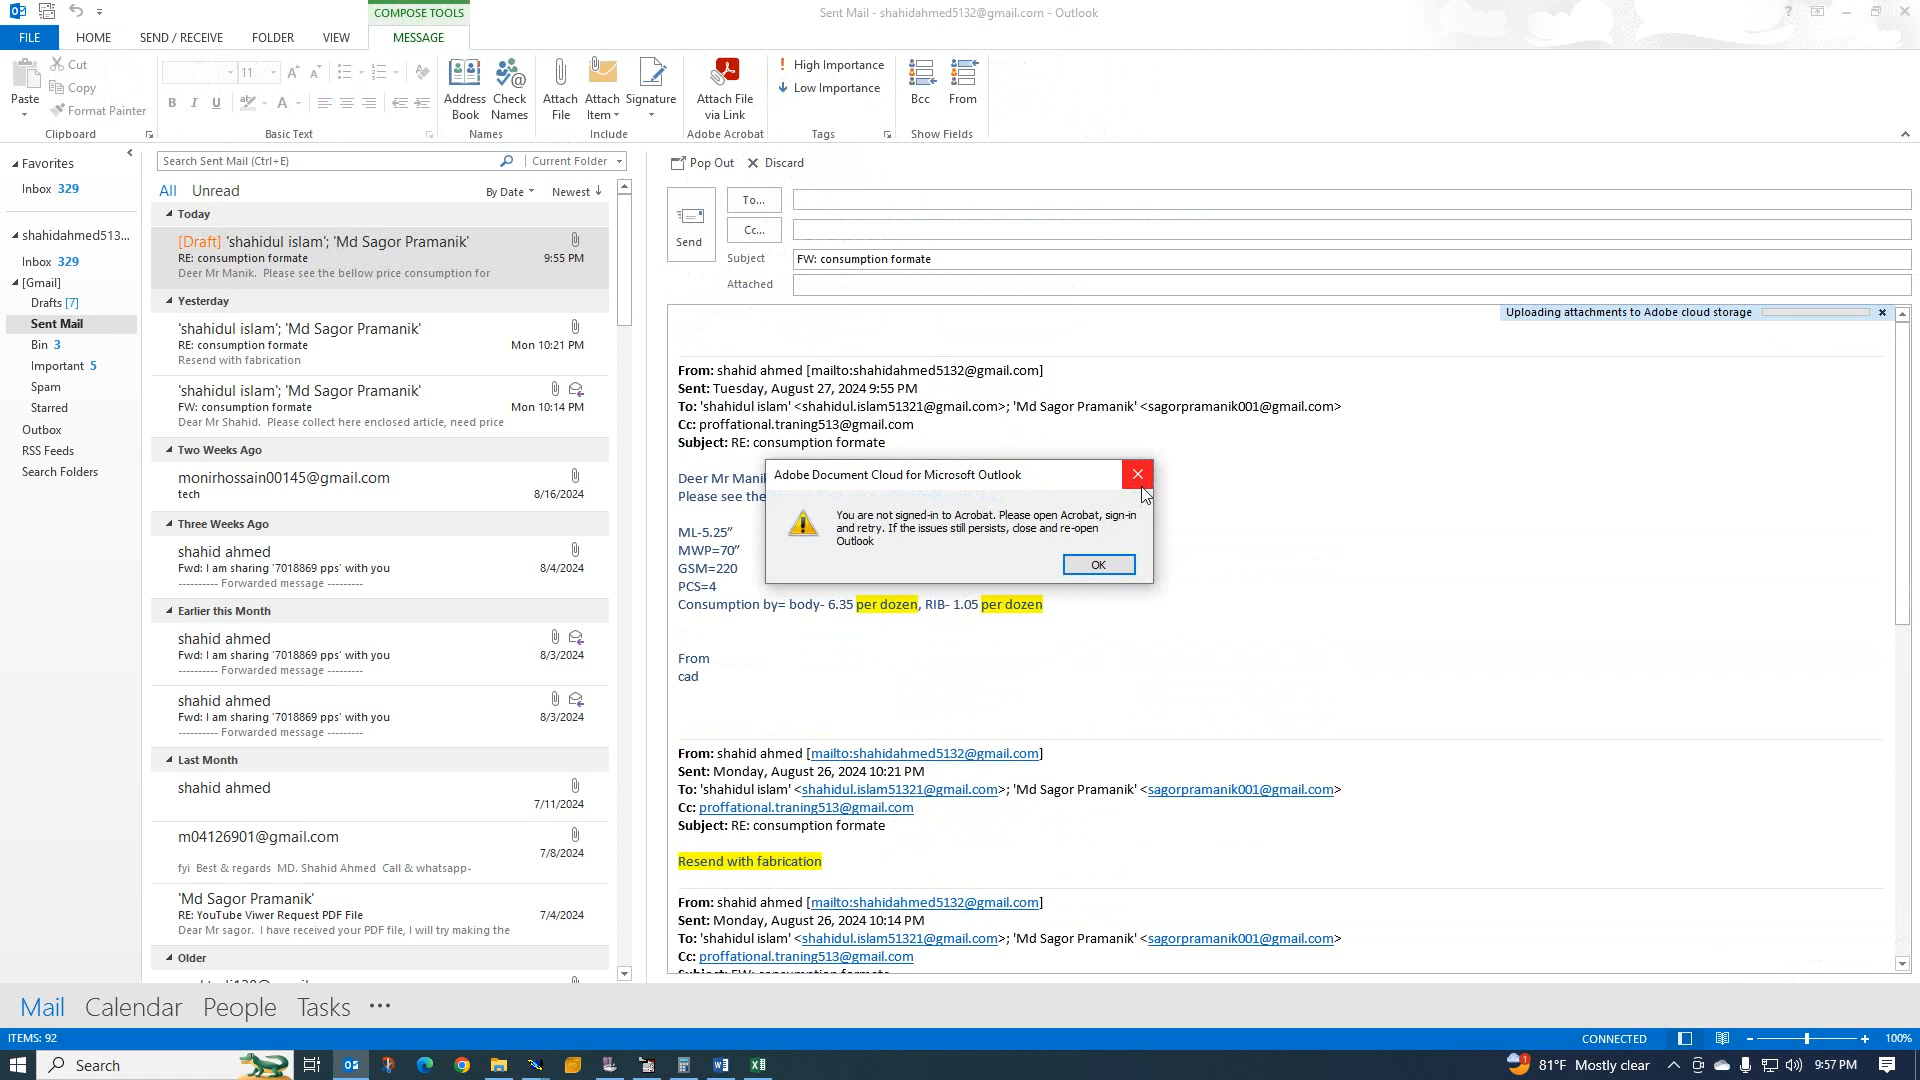 COMPOSE TOOLS
Sent Mail - shahidahmed5132@gmail.com - Outlook
FILE HOME SEND / RECEIVE FOLDER VIEW MESSAGE
Paste
Cut
Copy
Format Painter
11
B I U
Address Book
Check Names
Attach File
Attach Item
Signature
Attach File via Link
High Importance
Low Importance
Bcc
From
Clipboard
Basic Text
Names
Include
Adobe Acrobat
Tags
Show Fields
Favorites
Inbox 329
shahidahmed513...
Inbox 329
[Gmail]
Drafts [7]
Sent Mail
Bin 3
Important 5
Spam
Starred
Outbox
RSS Feeds
Search Folders
Search Sent Mail (Ctrl+E)
Current Folder
All Unread
By Date
Newest
Today
[Draft] 'shahidul islam'; 'Md Sagor Pramanik'
RE: consumption formate 9:55 PM
Deer Mr Manik. Please see the bellow price consumption for
Yesterday
'shahidul islam'; 'Md Sagor Pramanik'
RE: consumption formate Mon 10:21 PM
Resend with fabrication
'shahidul islam'; 'Md Sagor Pramanik'
FW: consumption formate Mon 10:14 PM
Dear Mr Shahid. Please collect here enclosed article, need price
Two Weeks Ago
monirhossain00145@gmail.com
tech 8/16/2024
Three Weeks Ago
shahid ahmed
Fwd: I am sharing '7018869 pps' with you 8/4/2024
---------- Forwarded message ---------
Earlier this Month
shahid ahmed
Fwd: I am sharing '7018869 pps' with you 8/3/2024
---------- Forwarded message ---------
shahid ahmed
Fwd: I am sharing '7018869 pps' with you 8/3/2024
---------- Forwarded message ---------
Last Month
shahid ahmed
7/11/2024
m04126901@gmail.com
7/8/2024
fyi Best & regards MD. Shahid Ahmed Call & whatsapp-
'Md Sagor Pramanik'
RE: YouTube Viwer Request PDF File 7/4/2024
Dear Mr sagor. I have received your PDF file, I will try making the
Older
Pop Out Discard
Send
To...
Cc...
Subject FW: consumption formate
Attached
Uploading attachments to Adobe cloud storage
From: shahid ahmed [mailto:shahidahmed5132@gmail.com]
Sent: Tuesday, August 27, 2024 9:55 PM
To: 'shahidul islam' <shahidul.islam51321@gmail.com>; 'Md Sagor Pramanik' <sagorpramanik001@gmail.com>
Cc: proffational.traning513@gmail.com
Subject: RE: consumption formate
Deer Mr Manik
Please see the
Adobe Document Cloud for Microsoft Outlook
You are not signed-in to Acrobat. Please open Acrobat, sign-in
and retry. If the issues still persists, close and re-open
Outlook
OK
ML-5.25”
MWP=70”
GSM=220
PCS=4
Consumption by= body- 6.35 per dozen, RIB- 1.05 per dozen
From
cad
From: shahid ahmed [mailto:shahidahmed5132@gmail.com]
Sent: Monday, August 26, 2024 10:21 PM
To: 'shahidul islam' <shahidul.islam51321@gmail.com>; 'Md Sagor Pramanik' <sagorpramanik001@gmail.com>
Cc: proffational.traning513@gmail.com
Subject: RE: consumption formate
Resend with fabrication
From: shahid ahmed [mailto:shahidahmed5132@gmail.com]
Sent: Monday, August 26, 2024 10:14 PM
To: 'shahidul islam' <shahidul.islam51321@gmail.com>; 'Md Sagor Pramanik' <sagorpramanik001@gmail.com>
Cc: proffational.traning513@gmail.com
Subject: FW: consumption formate
Mail Calendar People Tasks •••
ITEMS: 92
CONNECTED
100%
Search
81°F Mostly clear
9:57 PM